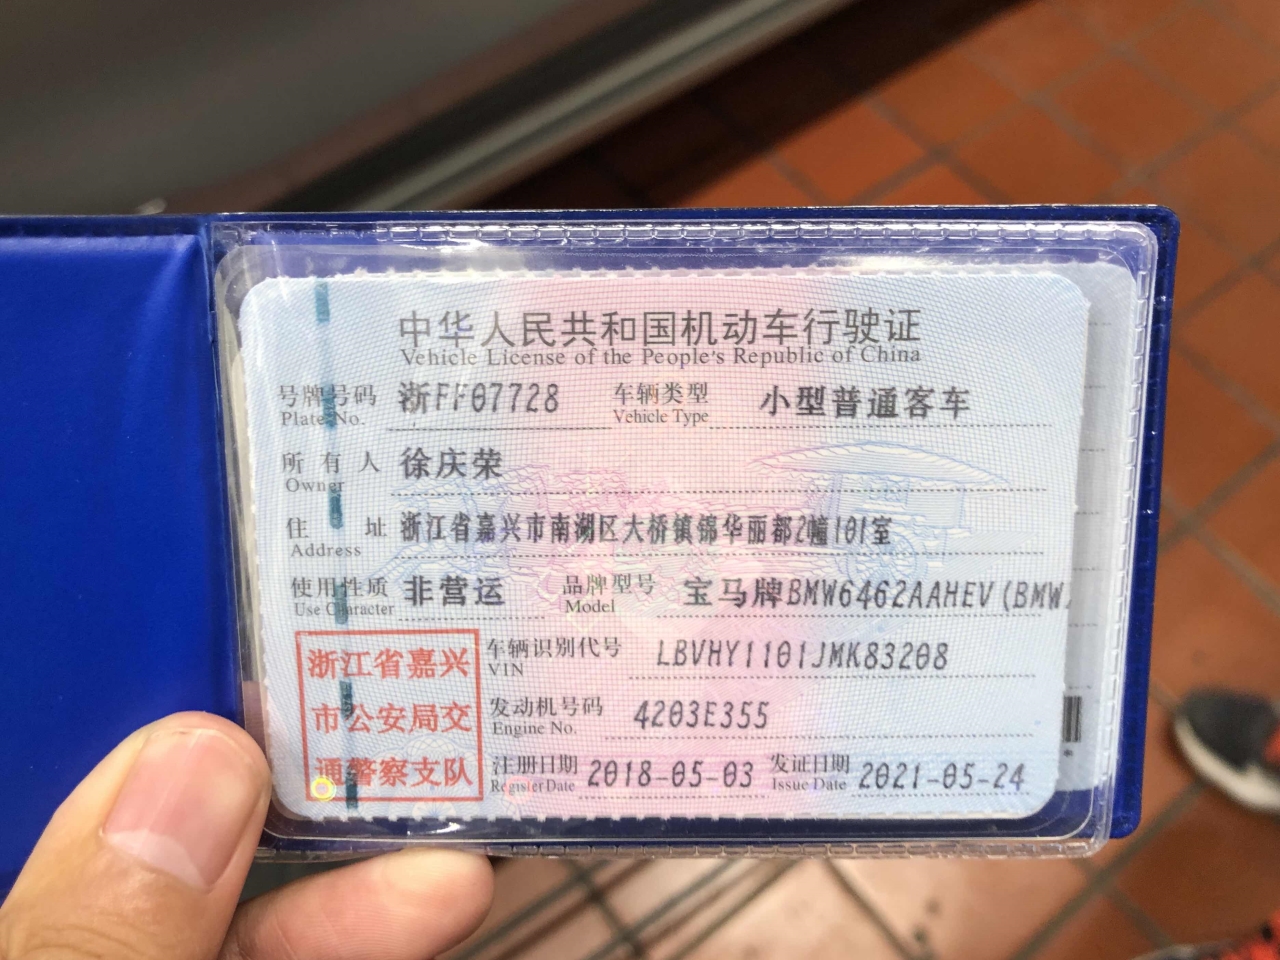 中华人民共和国机动车行驶证
Vehicle License of the People's Republic of China
号牌号码 浙FF07728 车辆类型 小型普通客车
Plate No. Vehicle Type
所有人 徐庆荣
Owner
住址 浙江省嘉兴市南湖区大桥镇锦华丽都2幢101室
Address
使用性质 非营运 品牌型号 宝马牌BMW6462AAHEV(BMW
Use Character Model
浙江省嘉兴
市公安局交
通警察支队
车辆识别代号 LBVHY1101JMK83208
VIN
发动机号码 4203E355
Engine No.
注册日期 2018-05-03 发证日期 2021-05-24
Register Date Issue Date